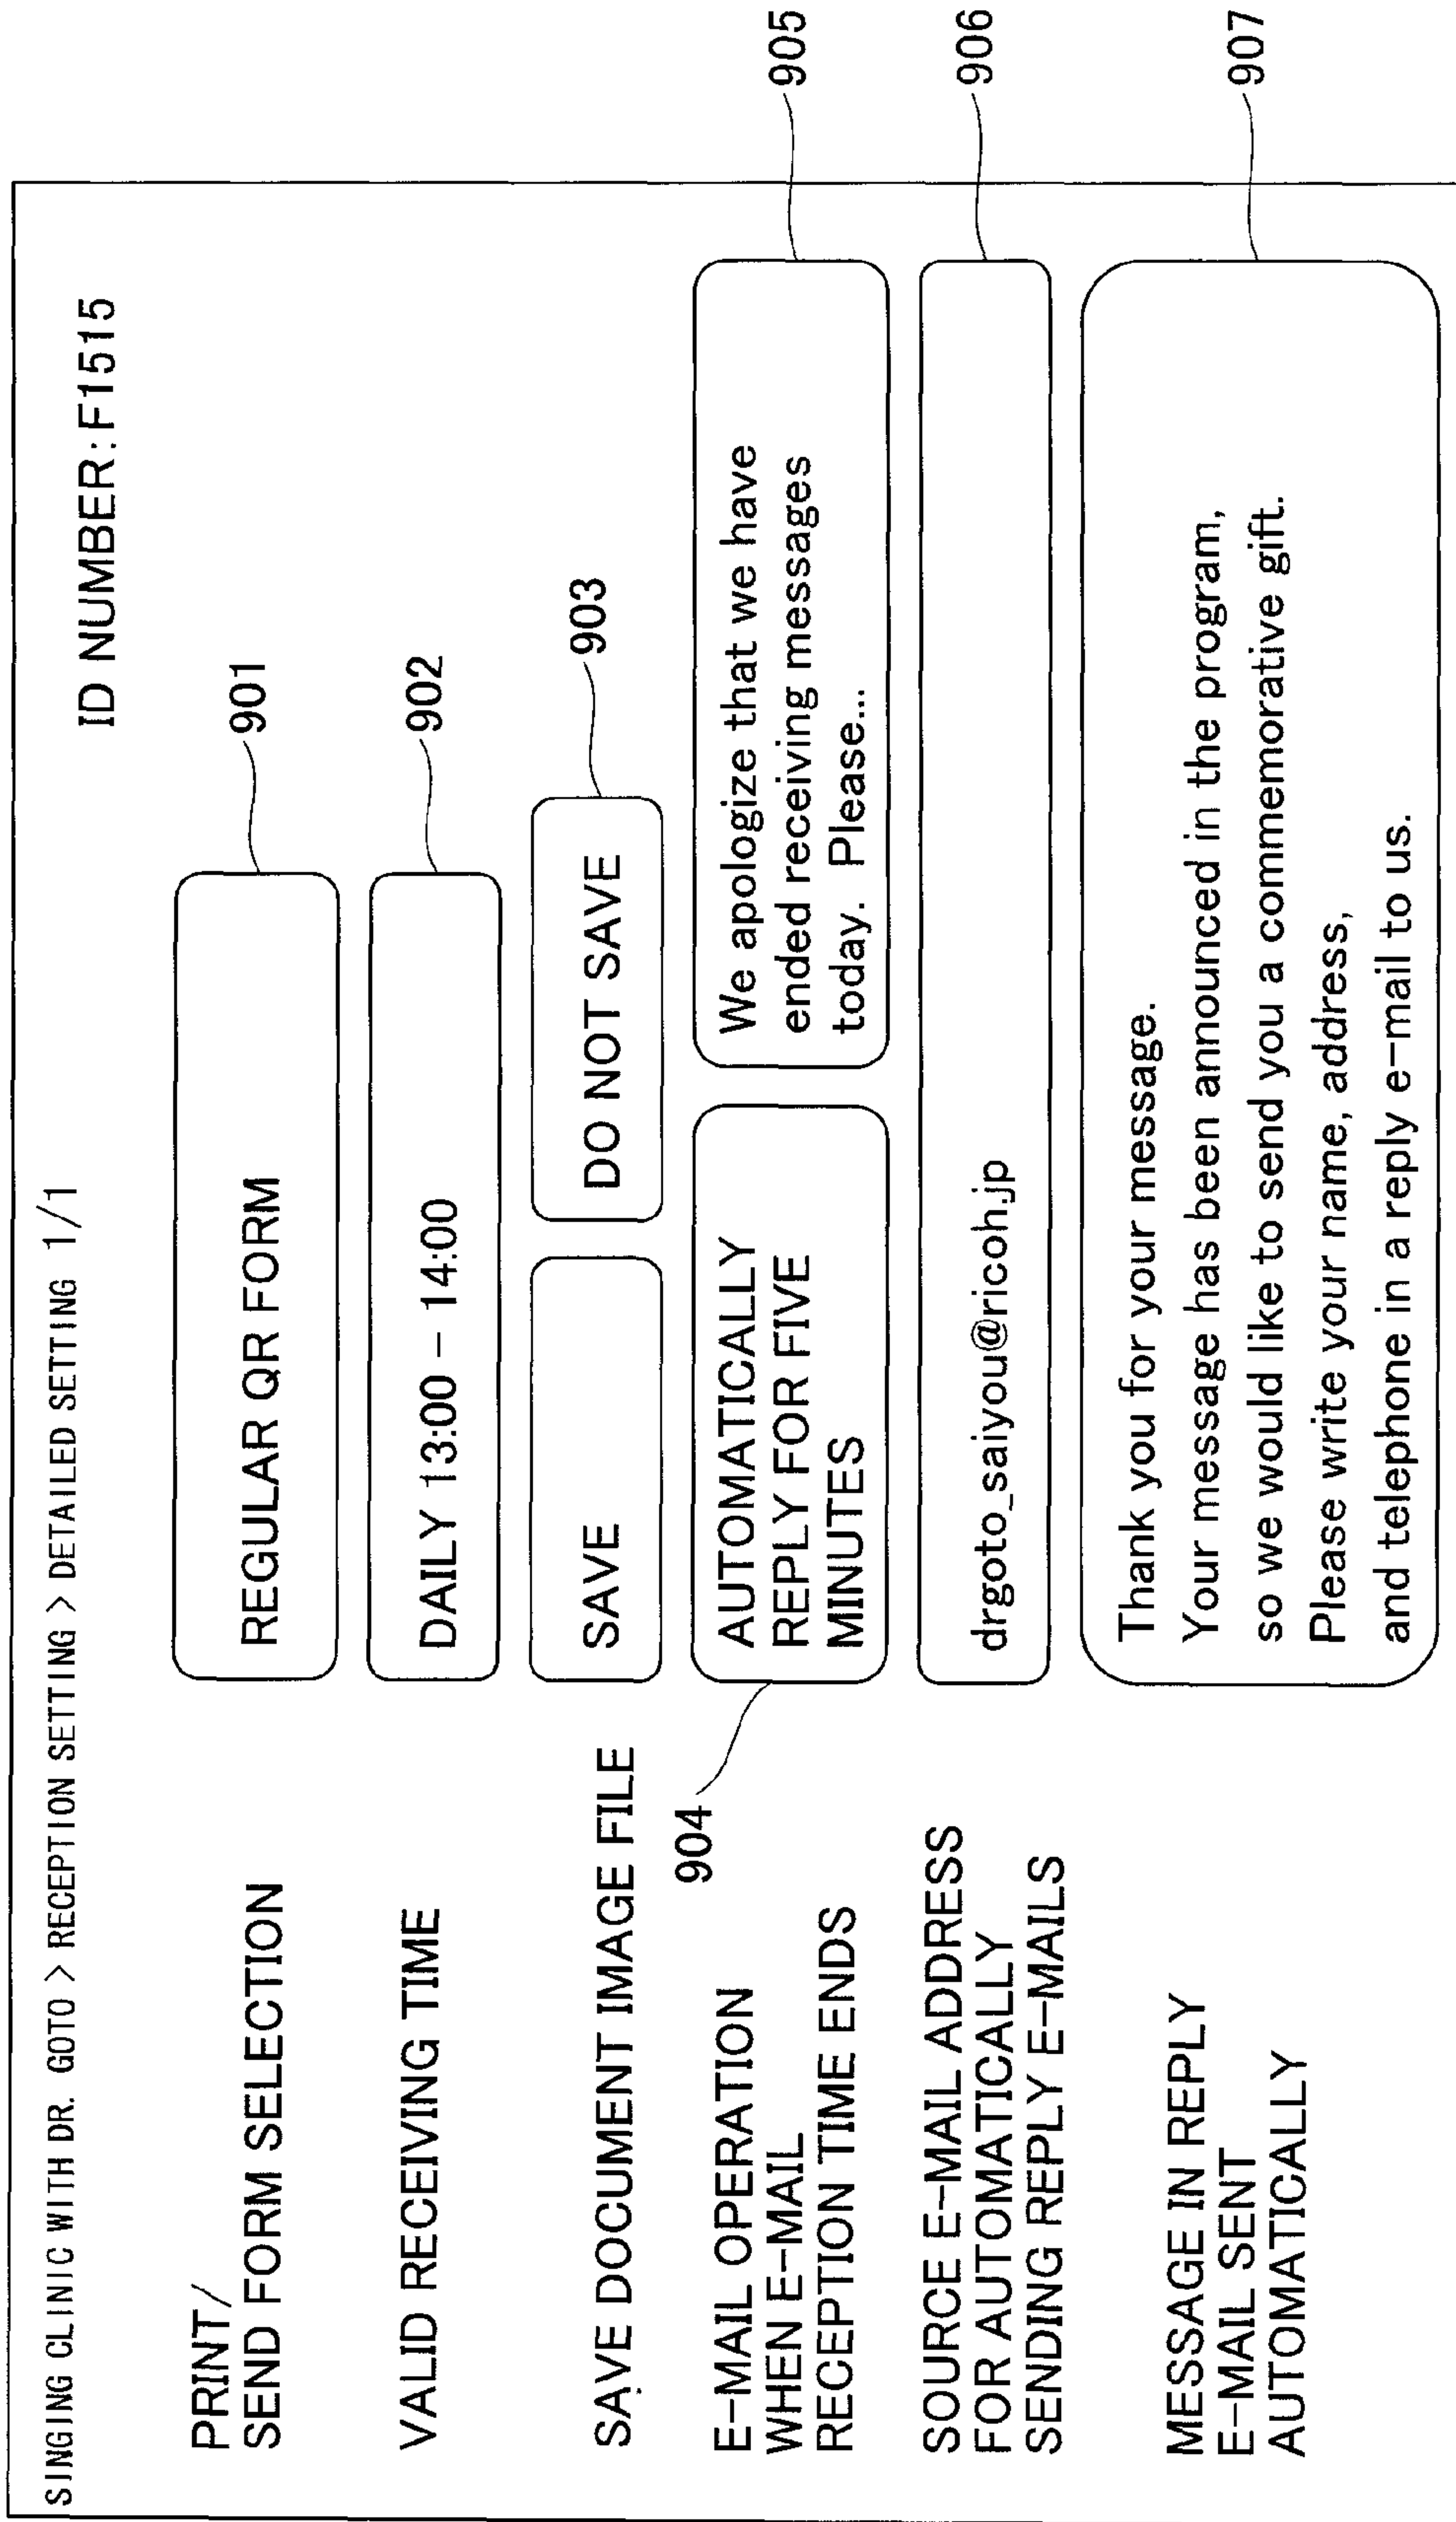 SINGING CLINIC WITH DR. GOTO > RECEPTION SETTING > DETAILED SETTING 1/1
ID NUMBER:F1515
PRINT/
SEND FORM SELECTION
REGULAR QR FORM
901
VALID RECEIVING TIME
DAILY 13:00 – 14:00
902
SAVE DOCUMENT IMAGE FILE
SAVE
DO NOT SAVE
903
E-MAIL OPERATION
WHEN E-MAIL
RECEPTION TIME ENDS
904
AUTOMATICALLY
REPLY FOR FIVE
MINUTES
We apologize that we have
ended receiving messages
today. Please...
905
SOURCE E-MAIL ADDRESS
FOR AUTOMATICALLY
SENDING REPLY E-MAILS
drgoto_saiyou@ricoh.jp
906
MESSAGE IN REPLY
E-MAIL SENT
AUTOMATICALLY
Thank you for your message.
Your message has been announced in the program,
so we would like to send you a commemorative gift.
Please write your name, address,
and telephone in a reply e-mail to us.
907